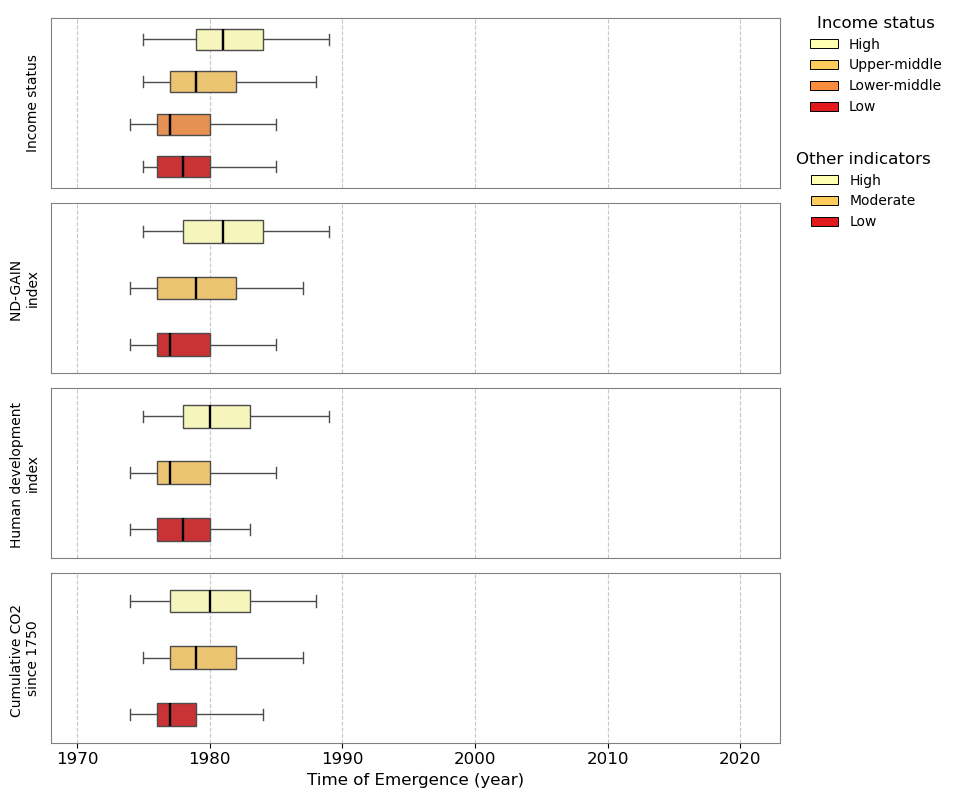 Income status
High
Upper-middle
Lower-middle
Low
Other indicators
High
Moderate
Low
Income status
ND-GAIN
index
Human development
index
Cumulative CO2
since 1750
1970 1980 1990 2000 2010 2020
Time of Emergence (year)